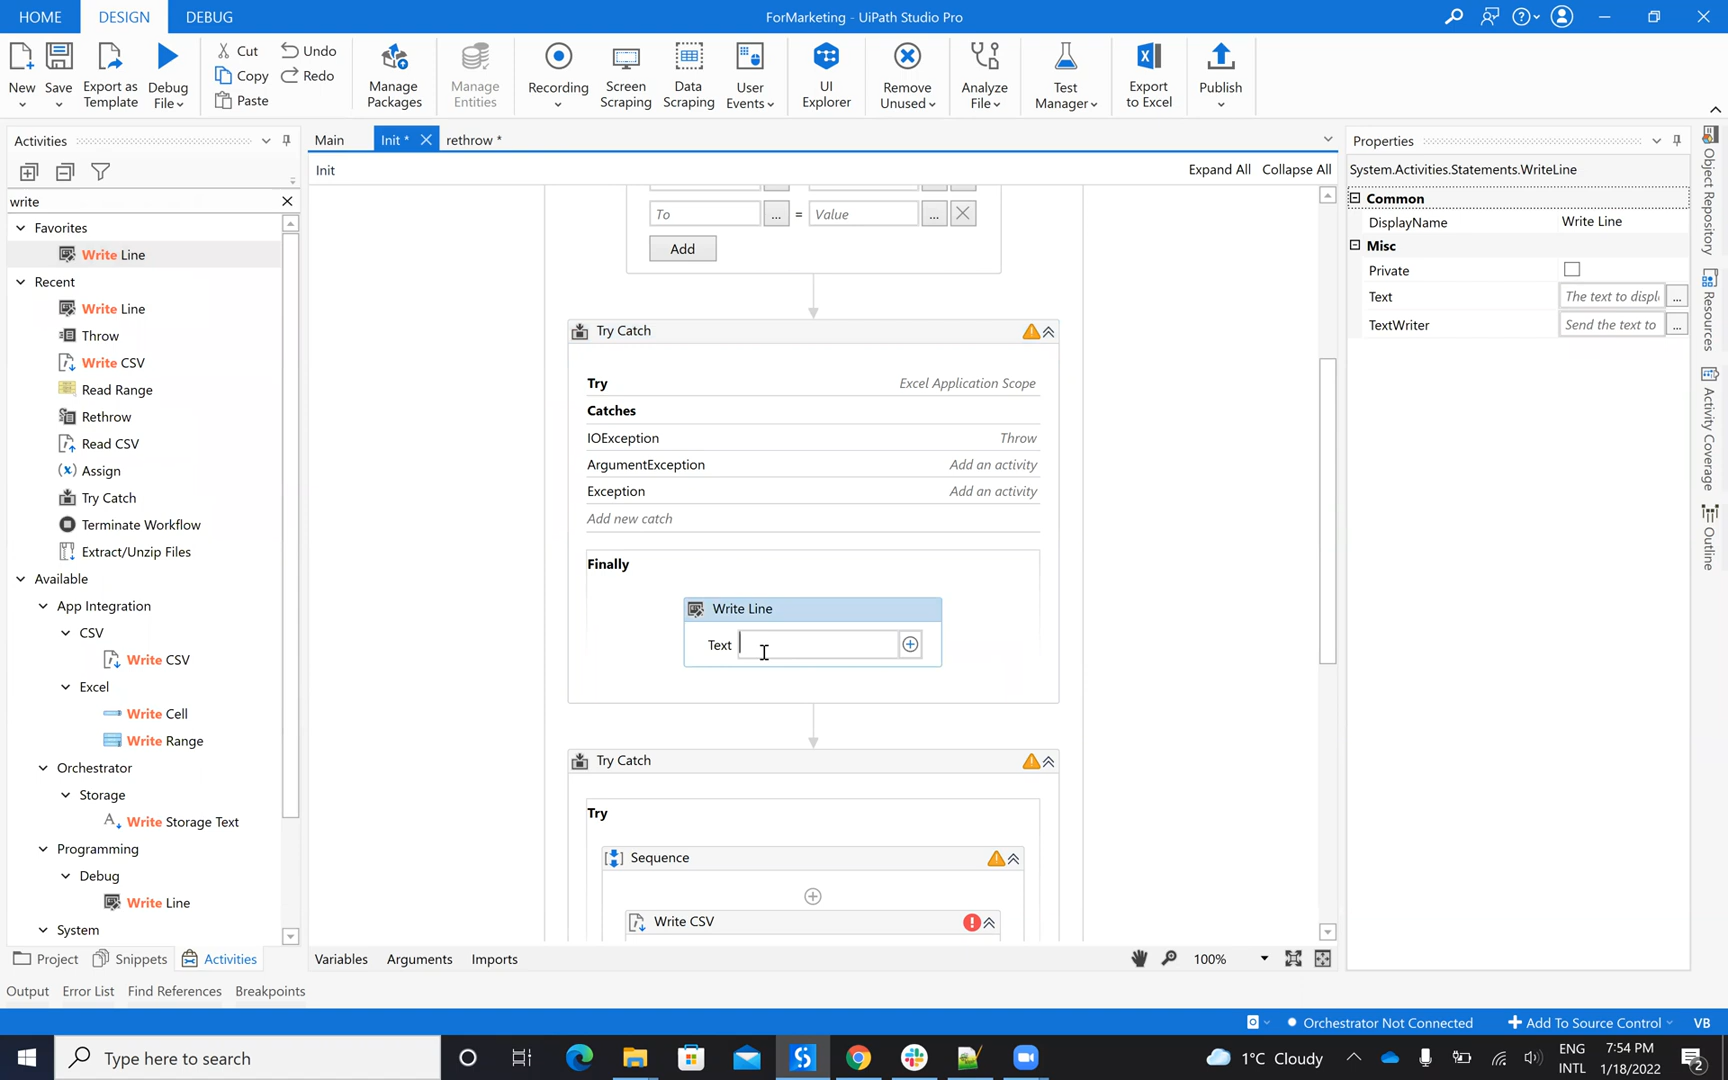 HOME DESIGN DEBUG ForMarketing - UiPath Studio Pro
New Save Export as Template Debug File Cut Copy Paste Undo Redo Manage Packages Manage Entities Recording Screen Scraping Data Scraping User Events UI Explorer Remove Unused Analyze File Test Manager Export to Excel Publish
Activities
write
Favorites
Write Line
Recent
Write Line
Throw
Write CSV
Read Range
Rethrow
Read CSV
Assign
Try Catch
Terminate Workflow
Extract/Unzip Files
Available
App Integration
CSV
Write CSV
Excel
Write Cell
Write Range
Orchestrator
Storage
Write Storage Text
Programming
Debug
Write Line
System
Project Snippets Activities
Main Init * rethrow *
Init Expand All Collapse All
To ... = Value ...
Add
Try Catch
Try Excel Application Scope
Catches
IOException Throw
ArgumentException Add an activity
Exception Add an activity
Add new catch
Finally
Write Line
Text
Try Catch
Try
Sequence
Write CSV
Variables Arguments Imports 100%
Properties
System.Activities.Statements.WriteLine
Common
DisplayName Write Line
Misc
Private
Text The text to displ ...
TextWriter Send the text to ...
Object Repository
Resources
Activity Coverage
Outline
Output Error List Find References Breakpoints
Orchestrator Not Connected Add To Source Control VB
Type here to search
1°C Cloudy
ENG
INTL
7:54 PM
1/18/2022
2